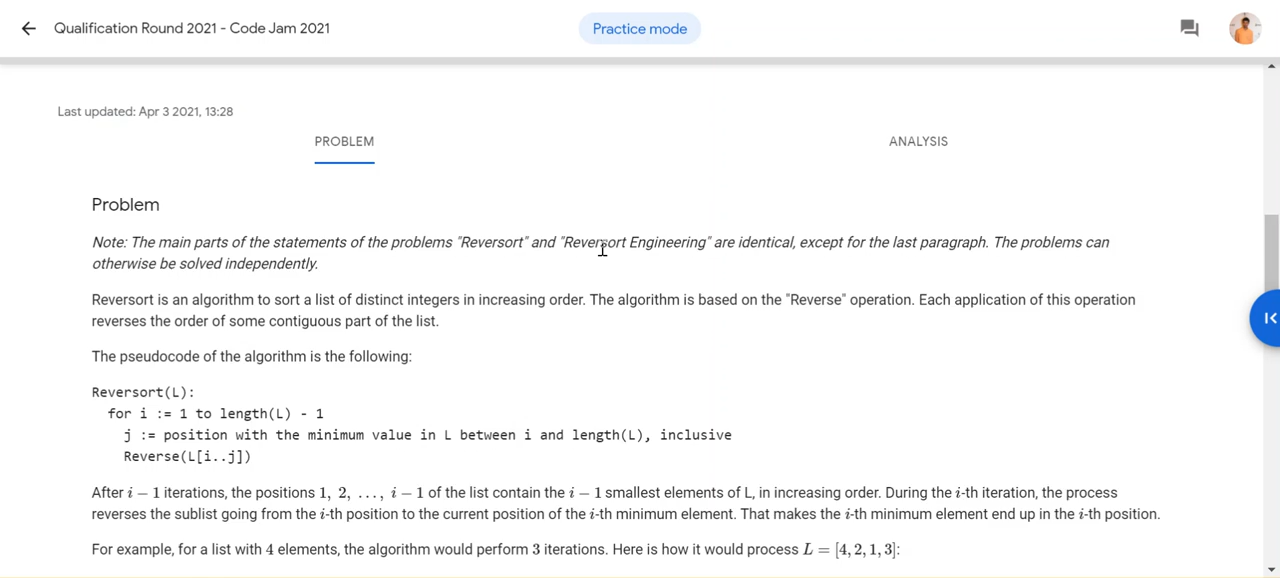 Qualification Round 2021 - Code Jam 2021
Practice mode
Last updated: Apr 3 2021, 13:28
PROBLEM
ANALYSIS
Problem
Note: The main parts of the statements of the problems "Reversort" and "Reversort Engineering" are identical, except for the last paragraph. The problems can
otherwise be solved independently.
Reversort is an algorithm to sort a list of distinct integers in increasing order. The algorithm is based on the "Reverse" operation. Each application of this operation
reverses the order of some contiguous part of the list.
The pseudocode of the algorithm is the following:
Reversort(L):
for i := 1 to length(L) - 1
j := position with the minimum value in L between i and length(L), inclusive
Reverse(L[i..j])
After i − 1 iterations, the positions 1, 2, …, i − 1 of the list contain the i − 1 smallest elements of L, in increasing order. During the i-th iteration, the process
reverses the sublist going from the i-th position to the current position of the i-th minimum element. That makes the i-th minimum element end up in the i-th position.
For example, for a list with 4 elements, the algorithm would perform 3 iterations. Here is how it would process L = [4, 2, 1, 3]: